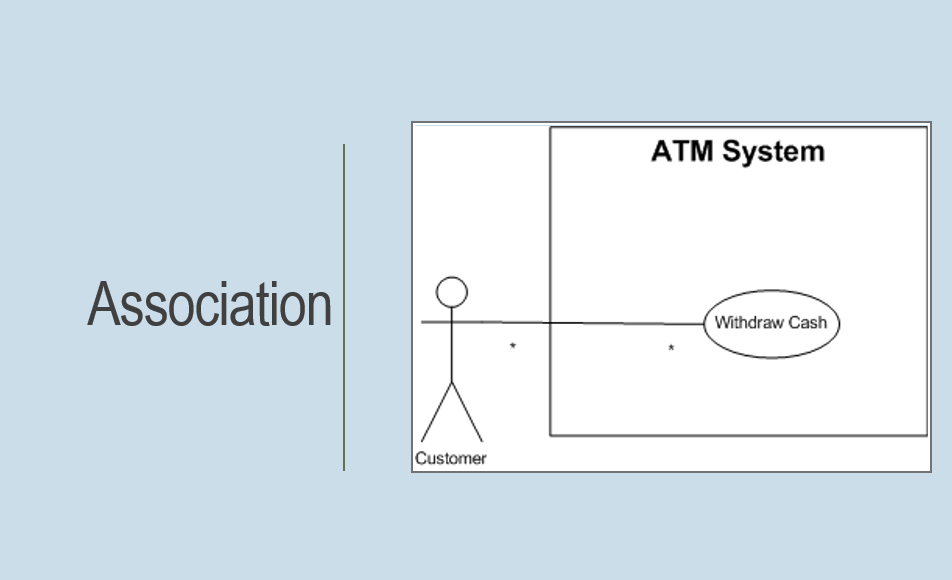 Association
ATM System
Withdraw Cash
* *
Customer